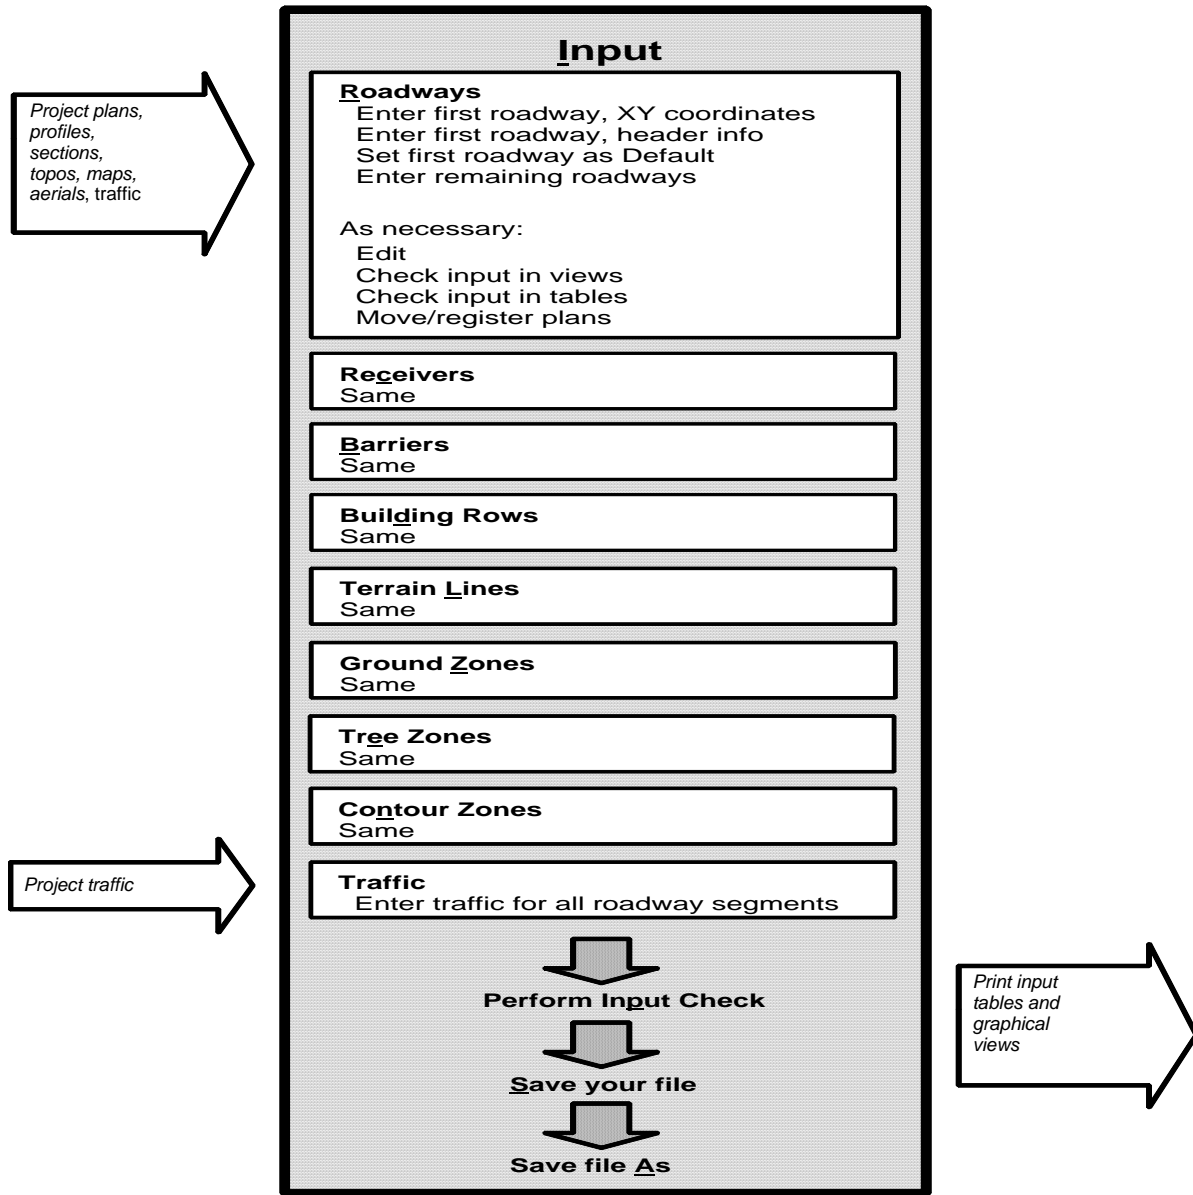 Input
Project plans,
profiles,
sections,
topos, maps,
aerials, traffic
Roadways
Enter first roadway, XY coordinates
Enter first roadway, header info
Set first roadway as Default
Enter remaining roadways
As necessary:
Edit
Check input in views
Check input in tables
Move/register plans
Receivers
Same
Barriers
Same
Building Rows
Same
Terrain Lines
Same
Ground Zones
Same
Tree Zones
Same
Contour Zones
Same
Project traffic
Traffic
Enter traffic for all roadway segments
Perform Input Check
Save your file
Save file As
Print input
tables and
graphical
views